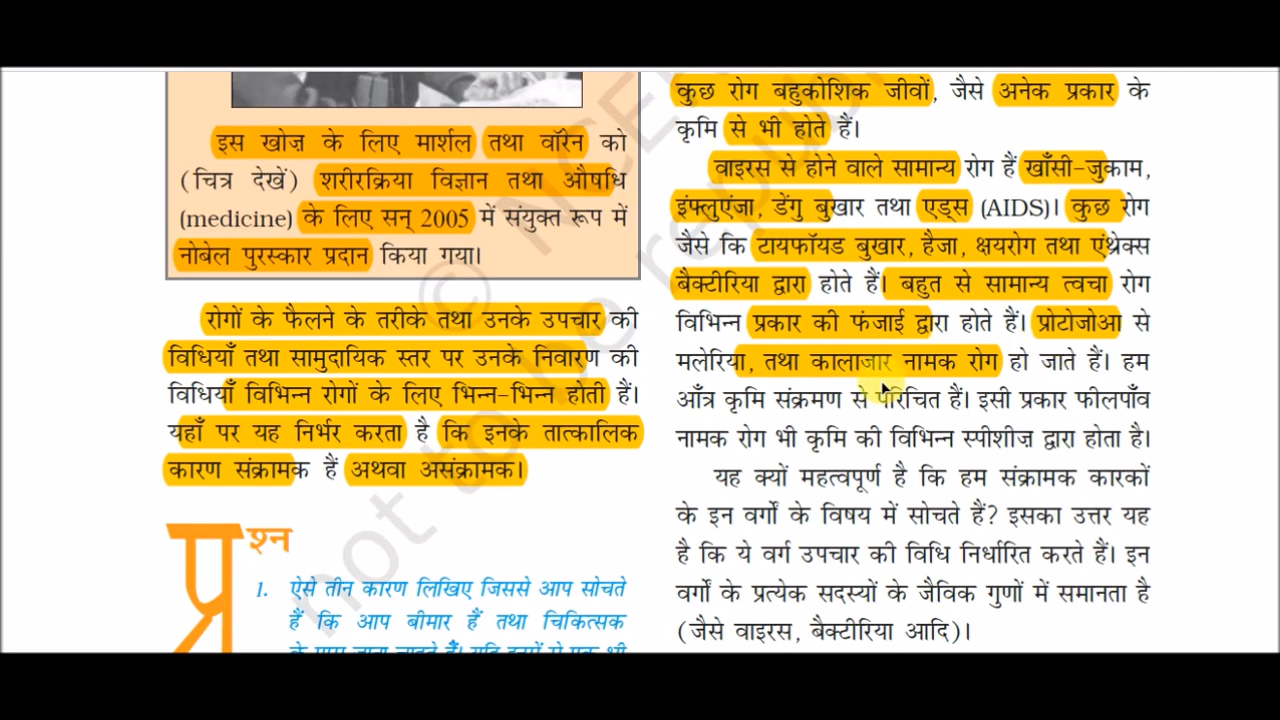 इस खोज के लिए मार्शल तथा वॉरेन को
(चित्र देखें) शरीरक्रिया विज्ञान तथा औषधि
(medicine) के लिए सन् 2005 में संयुक्त रूप में
नोबेल पुरस्कार प्रदान किया गया।
रोगों के फैलने के तरीके तथा उनके उपचार की
विधियाँ तथा सामुदायिक स्तर पर उनके निवारण की
विधियाँ विभिन्न रोगों के लिए भिन्न-भिन्न होती हैं।
यहाँ पर यह निर्भर करता है कि इनके तात्कालिक
कारण संक्रामक हैं अथवा असंक्रामक।
प्रश्न
1. ऐसे तीन कारण लिखिए जिससे आप सोचते
हैं कि आप बीमार हैं तथा चिकित्सक
कुछ रोग बहुकोशिक जीवों, जैसे अनेक प्रकार के
कृमि से भी होते हैं।
वाइरस से होने वाले सामान्य रोग हैं खाँसी-जुकाम,
इंफ्लुएंजा, डेंगु बुखार तथा एड्स (AIDS)। कुछ रोग
जैसे कि टायफॉयड बुखार, हैजा, क्षयरोग तथा एंथ्रेक्स
बैक्टीरिया द्वारा होते हैं। बहुत से सामान्य त्वचा रोग
विभिन्न प्रकार की फंजाई द्वारा होते हैं। प्रोटोजोआ से
मलेरिया, तथा कालाजार नामक रोग हो जाते हैं। हम
आँत्र कृमि संक्रमण से परिचित हैं। इसी प्रकार फीलपाँव
नामक रोग भी कृमि की विभिन्न स्पीशीज़ द्वारा होता है।
यह क्यों महत्वपूर्ण है कि हम संक्रामक कारकों
के इन वर्गों के विषय में सोचते हैं? इसका उत्तर यह
है कि ये वर्ग उपचार की विधि निर्धारित करते हैं। इन
वर्गों के प्रत्येक सदस्यों के जैविक गुणों में समानता है
(जैसे वाइरस, बैक्टीरिया आदि)।